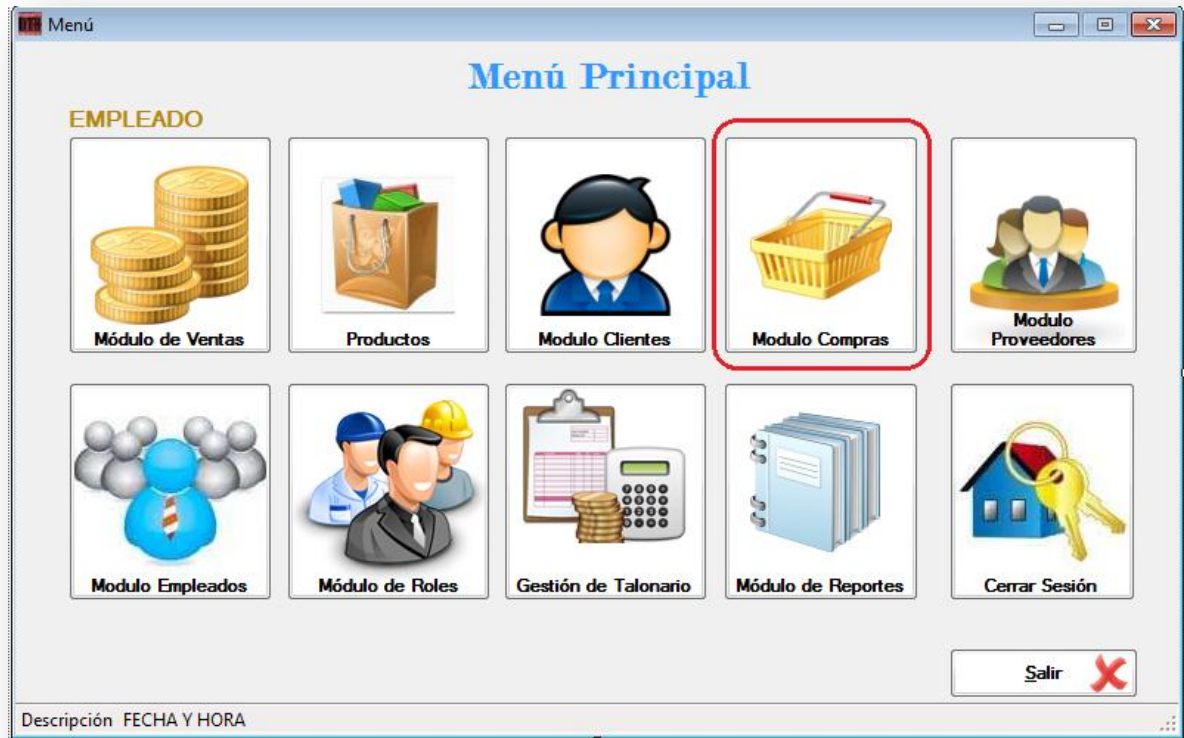 Menú
Menú Principal
EMPLEADO
Módulo de Ventas
Productos
Modulo Clientes
Modulo Compras
Modulo
Proveedores
Modulo Empleados
Módulo de Roles
Gestión de Talonario
Módulo de Reportes
Cerrar Sesión
Salir
Descripción FECHA Y HORA